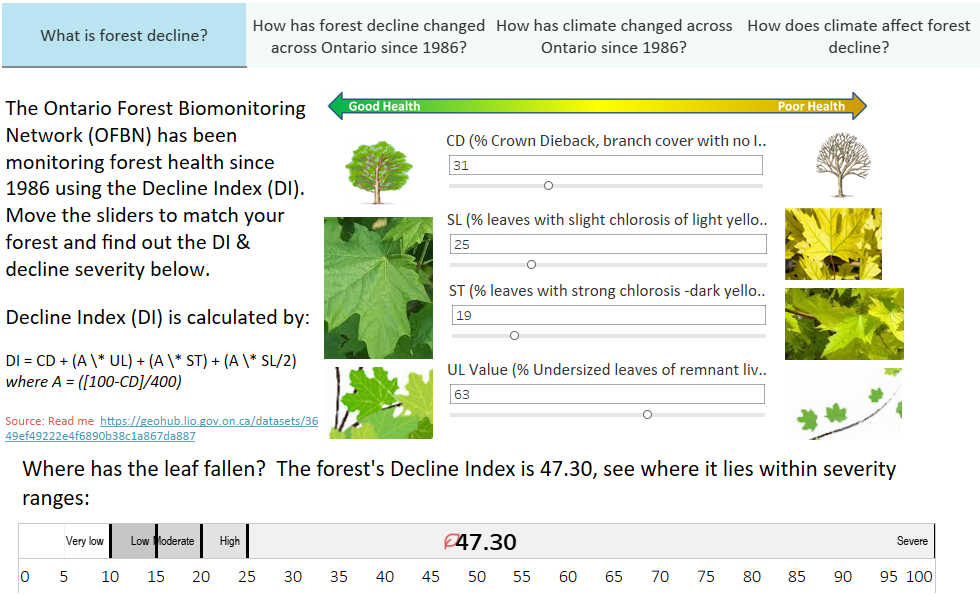 What is forest decline?
How has forest decline changed
across Ontario since 1986?
How has climate changed across
Ontario since 1986?
How does climate affect forest
decline?
The Ontario Forest Biomonitoring
Network (OFBN) has been
monitoring forest health since
1986 using the Decline Index (DI).
Move the sliders to match your
forest and find out the DI &
decline severity below.
Decline Index (DI) is calculated by:
DI = CD + (A \* UL) + (A \* ST) + (A \* SL/2)
where A = ([100-CD]/400)
Source: Read me  https://geohub.lio.gov.on.ca/datasets/36
49ef49222e4f6890b38c1a867da887
Good Health
Poor Health
CD (% Crown Dieback, branch cover with no l..
31
SL (% leaves with slight chlorosis of light yello..
25
ST (% leaves with strong chlorosis -dark yello..
19
UL Value (% Undersized leaves of remnant liv..
63
Where has the leaf fallen?  The forest's Decline Index is 47.30, see where it lies within severity
ranges:
Very low Low Moderate High 47.30 Severe
0 5 10 15 20 25 30 35 40 45 50 55 60 65 70 75 80 85 90 95 100